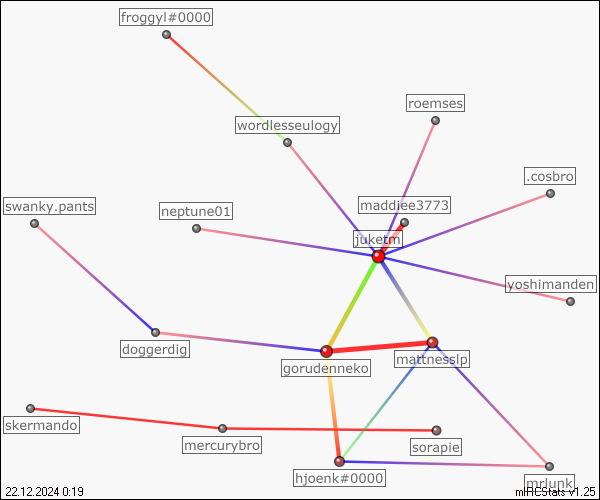 froggyl#0000
roemses
wordlesseulogy
.cosbro
swanky.pants
neptune01
maddiee3773
juketm
yoshimanden
doggerdig
gorudenneko
mattnesslp
skermando
mercurybro
sorapie
hjoenk#0000
mrlunk
22.12.2024 0:19
mIRCStats v1.25